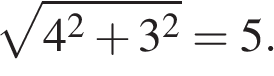 √(4² + 3²) = 5.